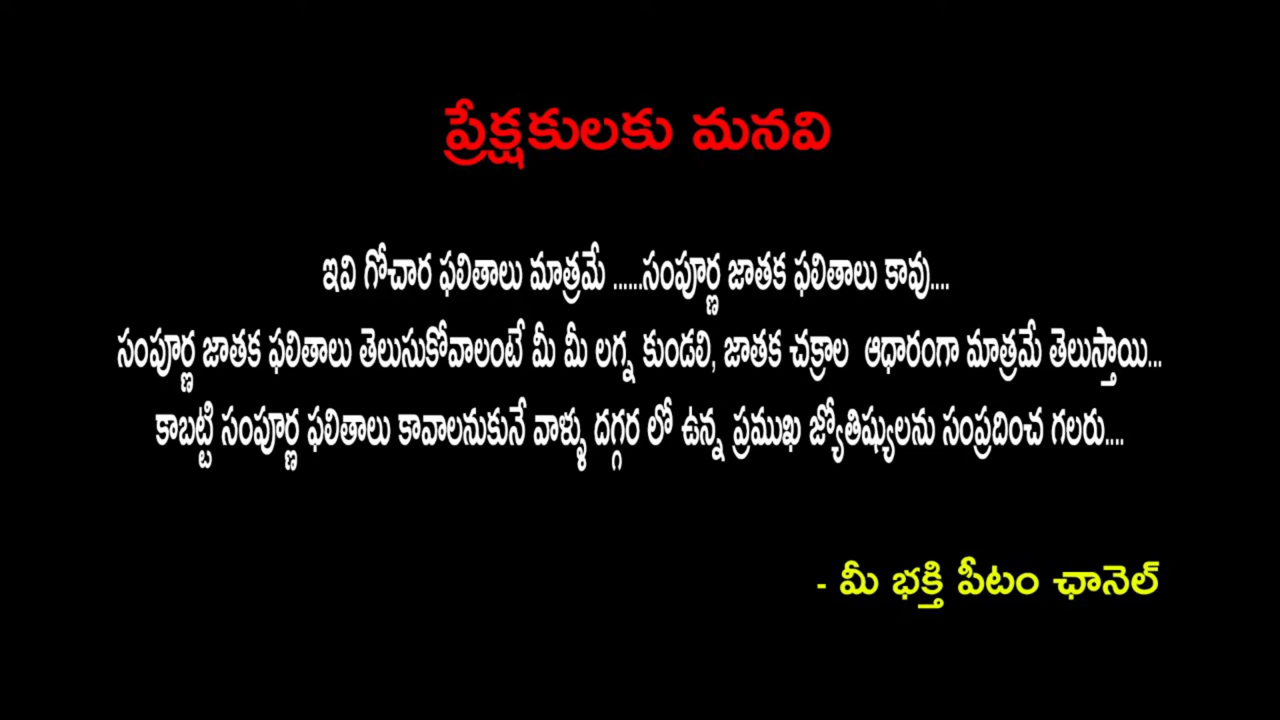 ప్రేక్షకులకు మనవి
ఇవి గోచార ఫలితాలు మాత్రమే ......సంపూర్ణ జాతక ఫలితాలు కావు....
సంపూర్ణ జాతక ఫలితాలు తెలుసుకోవాలంటే మీ మీ లగ్న కుండలి, జాతక చక్రాల ఆధారంగా మాత్రమే తెలుస్తాయి...
కాబట్టి సంపూర్ణ ఫలితాలు కావాలనుకునే వాళ్ళు దగ్గర లో ఉన్న ప్రముఖ జ్యోతిష్యులను సంప్రదించ గలరు....
- మీ భక్తి పీటం ఛానెల్